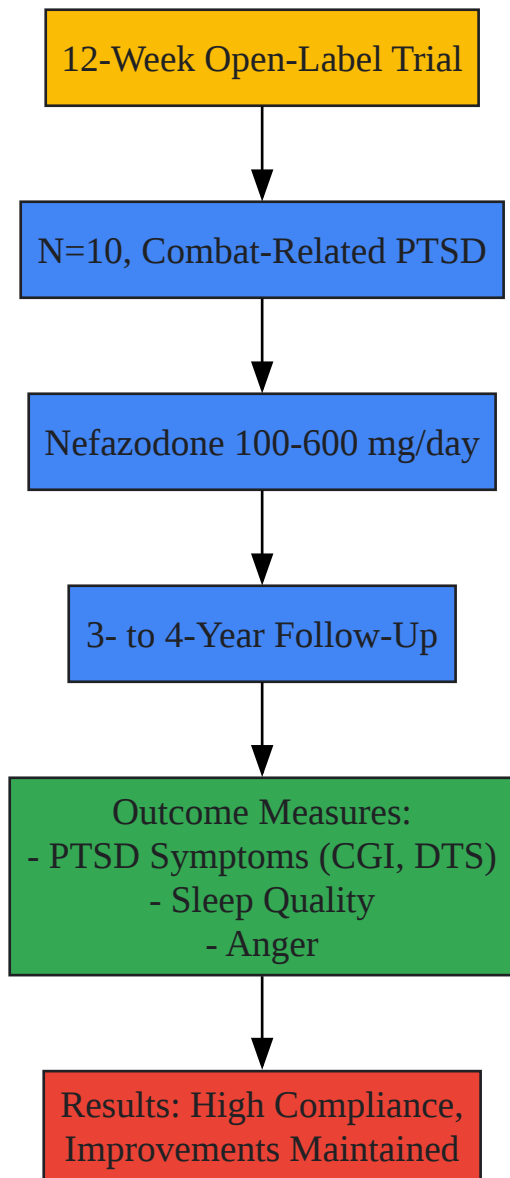 12-Week Open-Label Trial
N=10, Combat-Related PTSD
Nefazodone 100-600 mg/day
3- to 4-Year Follow-Up
Outcome Measures:
- PTSD Symptoms (CGI, DTS)
- Sleep Quality
- Anger
Results: High Compliance,
Improvements Maintained